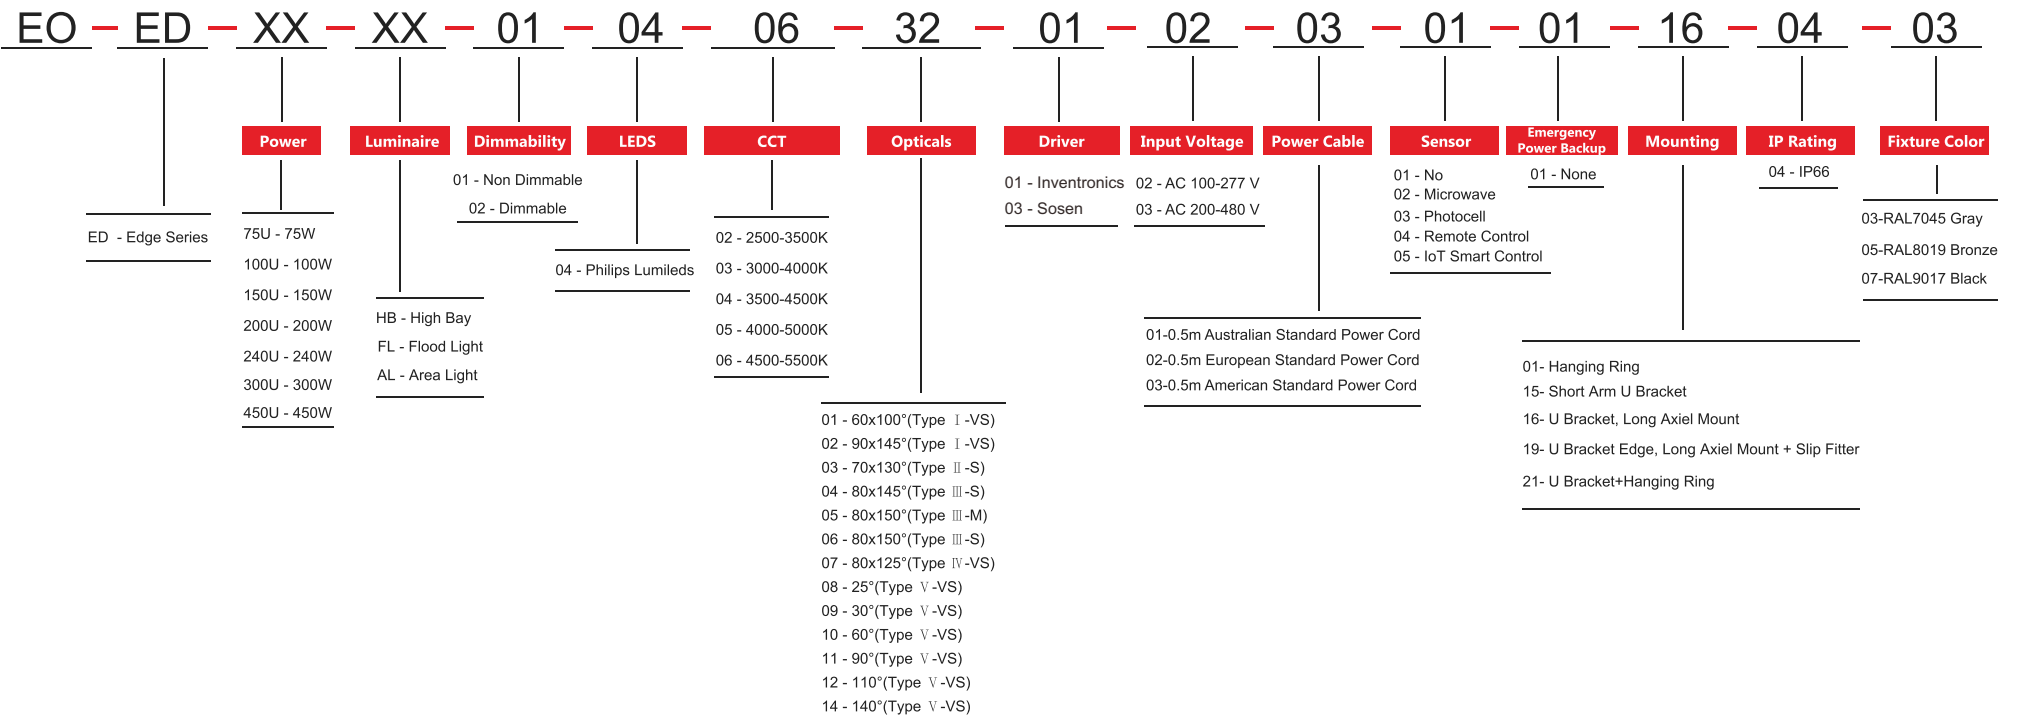 EO ED XX XX 01 04 06 32 01 02 03 01 01 16 04 03
Power
Luminaire
Dimmability
LEDS
CCT
Opticals
Driver
Input Voltage
Power Cable
Sensor
Emergency
Power Backup
Mounting
IP Rating
Fixture Color
ED - Edge Series
75U - 75W
100U - 100W
150U - 150W
200U - 200W
240U - 240W
300U - 300W
450U - 450W
HB - High Bay
FL - Flood Light
AL - Area Light
01 - Non Dimmable
02 - Dimmable
04 - Philips Lumileds
02 - 2500-3500K
03 - 3000-4000K
04 - 3500-4500K
05 - 4000-5000K
06 - 4500-5500K
01 - 60x100°(Type Ⅰ-VS)
02 - 90x145°(Type Ⅰ-VS)
03 - 70x130°(Type Ⅱ-S)
04 - 80x145°(Type Ⅲ-S)
05 - 80x150°(Type Ⅲ-M)
06 - 80x150°(Type Ⅲ-S)
07 - 80x125°(Type Ⅳ-VS)
08 - 25°(Type Ⅴ-VS)
09 - 30°(Type Ⅴ-VS)
10 - 60°(Type Ⅴ-VS)
11 - 90°(Type Ⅴ-VS)
12 - 110°(Type Ⅴ-VS)
14 - 140°(Type Ⅴ-VS)
01 - Inventronics
03 - Sosen
02 - AC 100-277 V
03 - AC 200-480 V
01-0.5m Australian Standard Power Cord
02-0.5m European Standard Power Cord
03-0.5m American Standard Power Cord
01 - No
02 - Microwave
03 - Photocell
04 - Remote Control
05 - IoT Smart Control
01 - None
01- Hanging Ring
15- Short Arm U Bracket
16- U Bracket, Long Axiel Mount
19- U Bracket Edge, Long Axiel Mount + Slip Fitter
21- U Bracket+Hanging Ring
04 - IP66
03-RAL7045 Gray
05-RAL8019 Bronze
07-RAL9017 Black